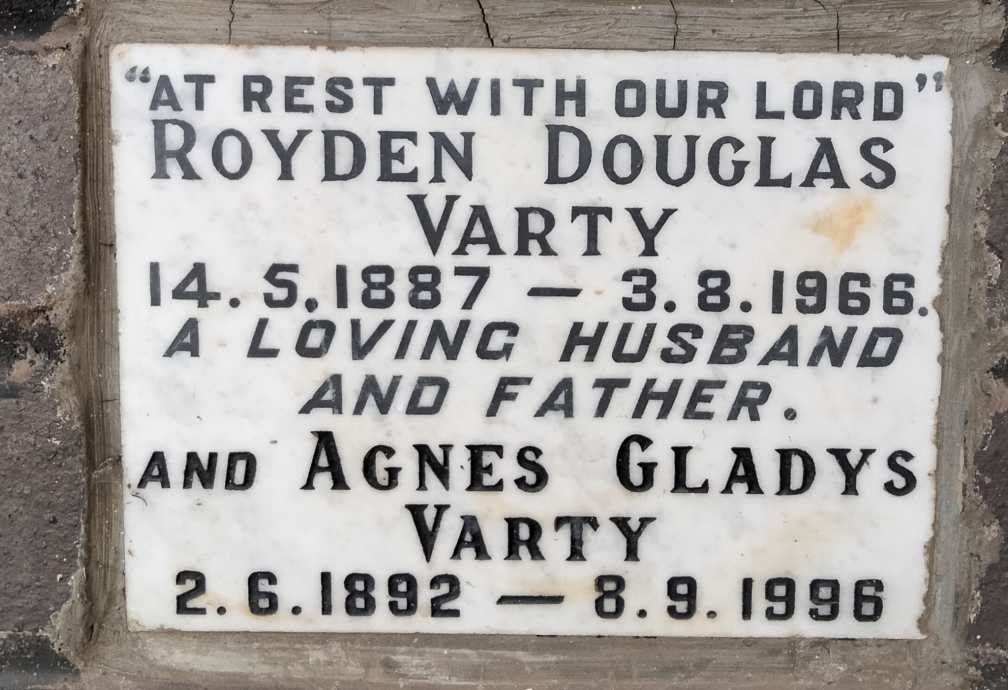 “AT REST WITH OUR LORD”
ROYDEN DOUGLAS
VARTY
14.5.1887 — 3.8.1966.
A LOVING HUSBAND
AND FATHER.
AND AGNES GLADYS
VARTY
2.6.1892 — 8.9.1996